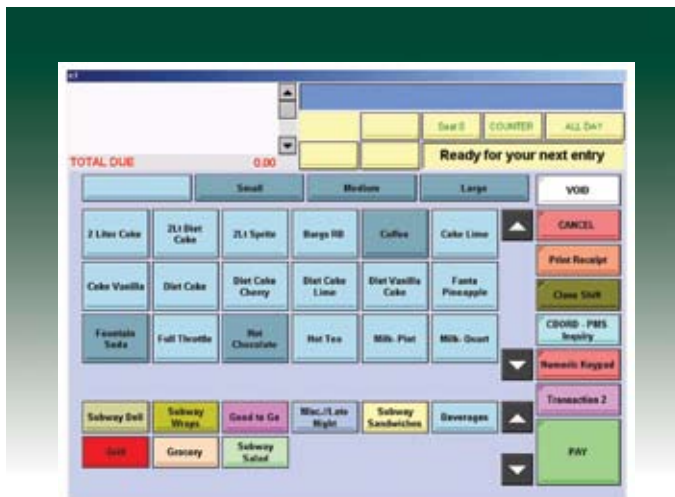 Seat 0 COUNTER ALL DAY
TOTAL DUE 0.00 Ready for your next entry
Small Medium Large VOID
2 Liter Coke 2Lt Diet Coke 2Lt Sprite Bargs RB Coffee Coke Lime CANCEL
Print Receipt
Coke Vanilla Diet Coke Diet Coke Cherry Diet Coke Lime Diet Vanilla Coke Fanta Pineapple Close Shift
Fountain Soda Full Throttle Hot Chocolate Hot Tea Milk- Pint Milk- Quart CBORD - PMS Inquiry
Numeric Keypad
Transaction 2
Subway Deli Subway Wraps Good to Go Misc./Late Night Subway Sandwiches Beverages
Grill Grocery Subway Salad PAY